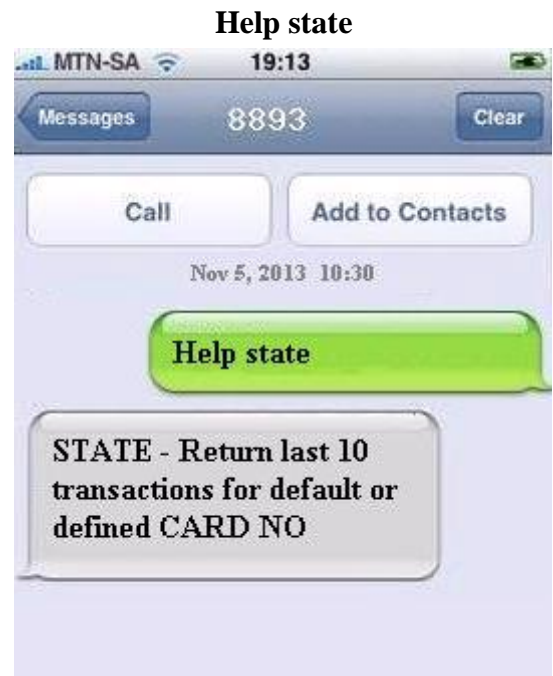 Help state
MTN-SA 19:13
Messages 8893 Clear
Call Add to Contacts
Nov 5, 2013 10:30
Help state
STATE - Return last 10
transactions for default or
defined CARD NO